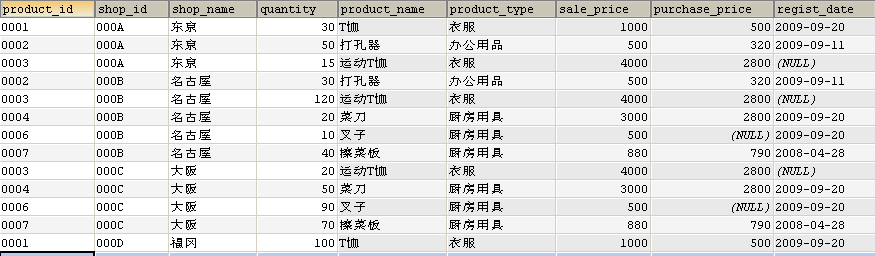 product_id shop_id shop_name quantity product_name product_type sale_price purchase_price regist_date
0001 000A 东京 30 T恤 衣服 1000 500 2009-09-20
0002 000A 东京 50 打孔器 办公用品 500 320 2009-09-11
0003 000A 东京 15 运动T恤 衣服 4000 2800 (NULL)
0002 000B 名古屋 30 打孔器 办公用品 500 320 2009-09-11
0003 000B 名古屋 120 运动T恤 衣服 4000 2800 (NULL)
0004 000B 名古屋 20 菜刀 厨房用具 3000 2800 2009-09-20
0006 000B 名古屋 10 叉子 厨房用具 500 (NULL) 2009-09-20
0007 000B 名古屋 40 擦菜板 厨房用具 880 790 2008-04-28
0003 000C 大阪 20 运动T恤 衣服 4000 2800 (NULL)
0004 000C 大阪 50 菜刀 厨房用具 3000 2800 2009-09-20
0006 000C 大阪 90 叉子 厨房用具 500 (NULL) 2009-09-20
0007 000C 大阪 70 擦菜板 厨房用具 880 790 2008-04-28
0001 000D 福冈 100 T恤 衣服 1000 500 2009-09-20